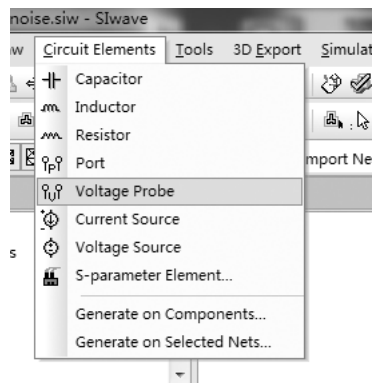 noise.siw - SIwave
Circuit Elements Tools 3D Export Simulat
Capacitor
Inductor
Resistor
Port
mport Ne
Voltage Probe
Current Source
Voltage Source
S-parameter Element...
Generate on Components...
Generate on Selected Nets...